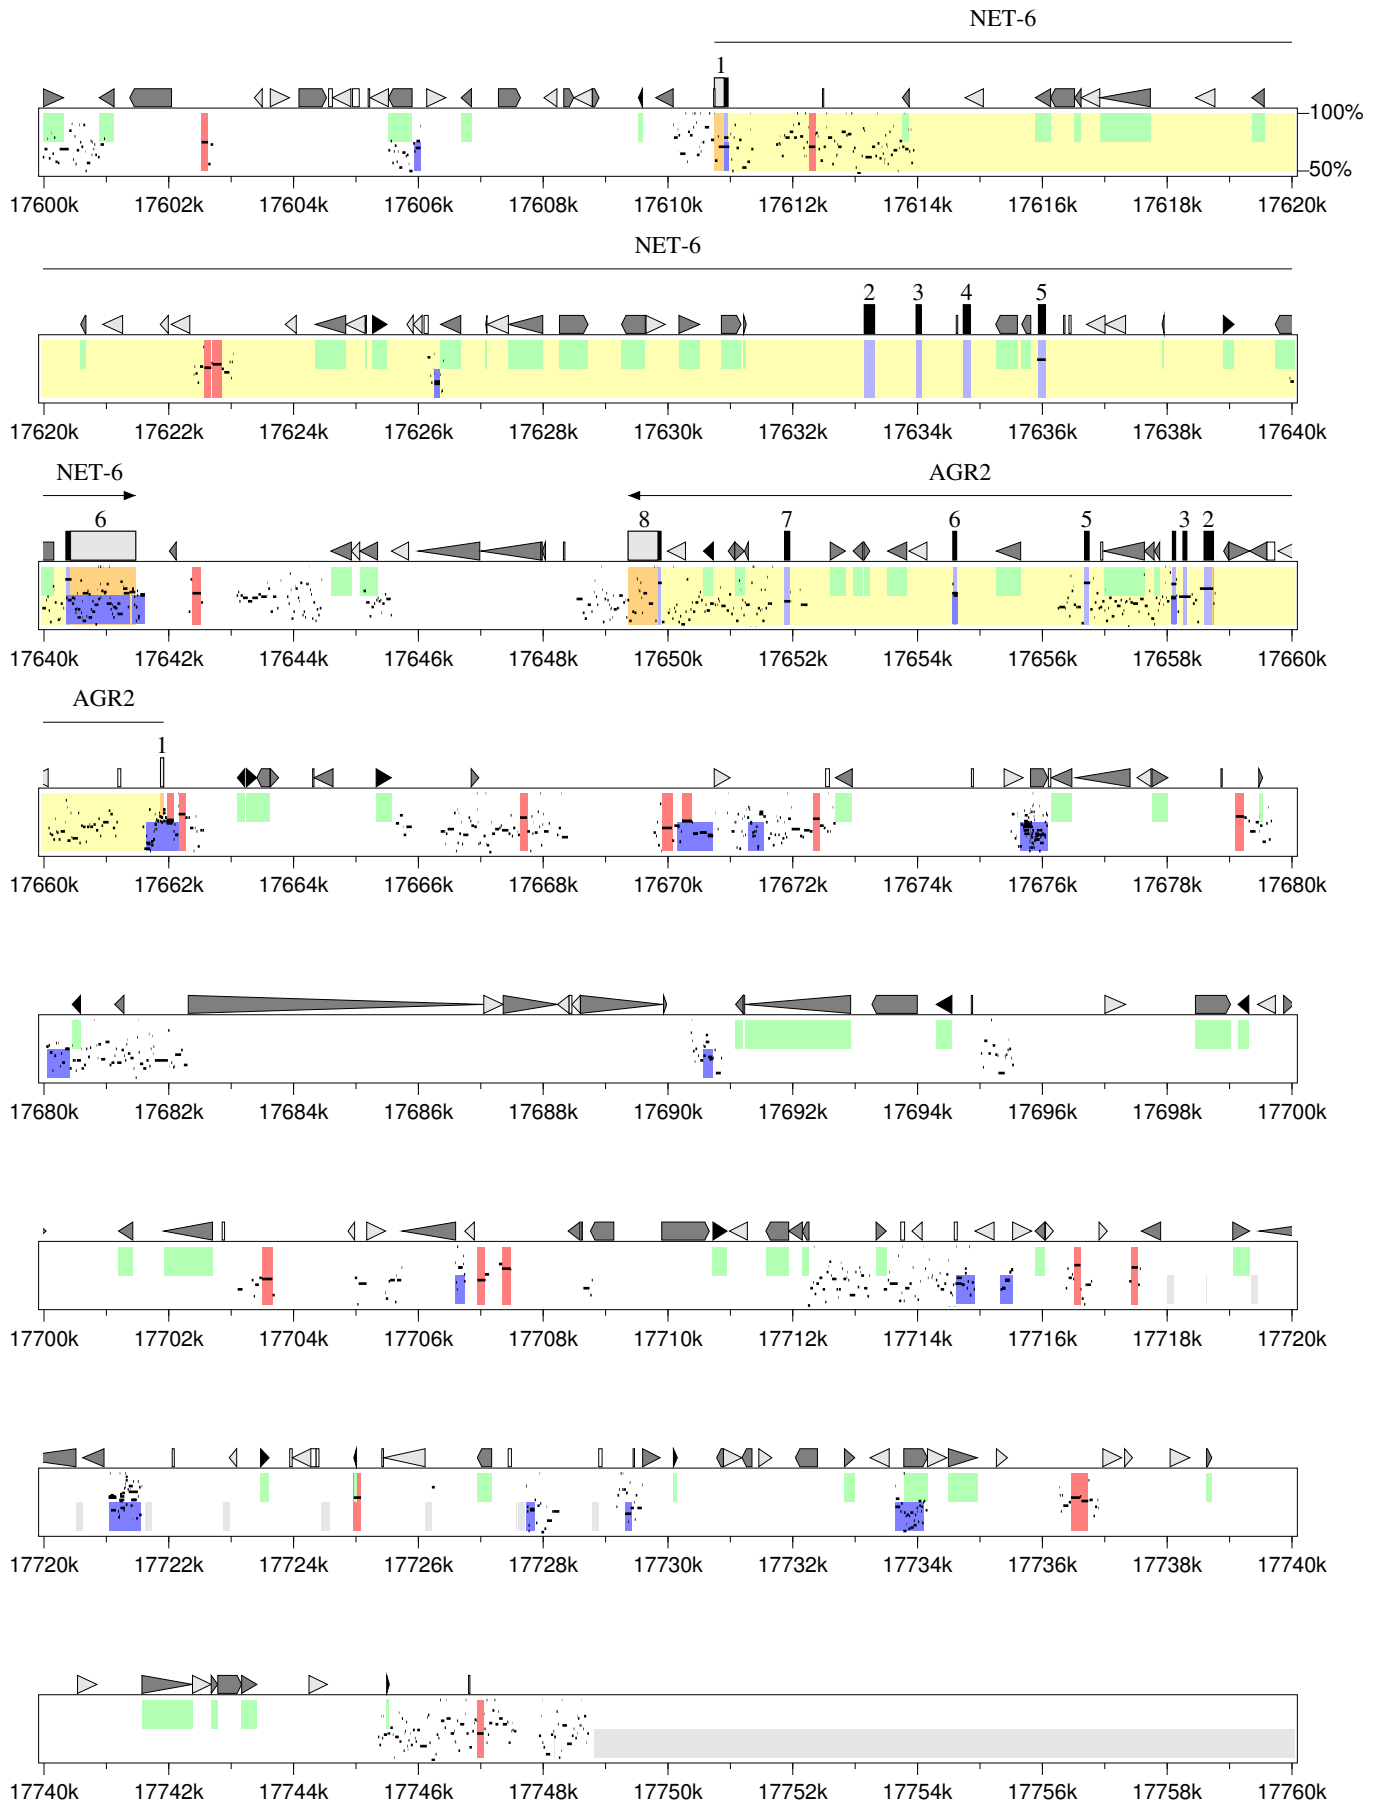 NET-6
1
100%
50%
17600k 17602k 17604k 17606k 17608k 17610k 17612k 17614k 17616k 17618k 17620k
NET-6
2 3 4 5
17620k 17622k 17624k 17626k 17628k 17630k 17632k 17634k 17636k 17638k 17640k
NET-6 AGR2
6 8 7 6 5 3 2
17640k 17642k 17644k 17646k 17648k 17650k 17652k 17654k 17656k 17658k 17660k
AGR2
1
17660k 17662k 17664k 17666k 17668k 17670k 17672k 17674k 17676k 17678k 17680k
17680k 17682k 17684k 17686k 17688k 17690k 17692k 17694k 17696k 17698k 17700k
17700k 17702k 17704k 17706k 17708k 17710k 17712k 17714k 17716k 17718k 17720k
17720k 17722k 17724k 17726k 17728k 17730k 17732k 17734k 17736k 17738k 17740k
17740k 17742k 17744k 17746k 17748k 17750k 17752k 17754k 17756k 17758k 17760k